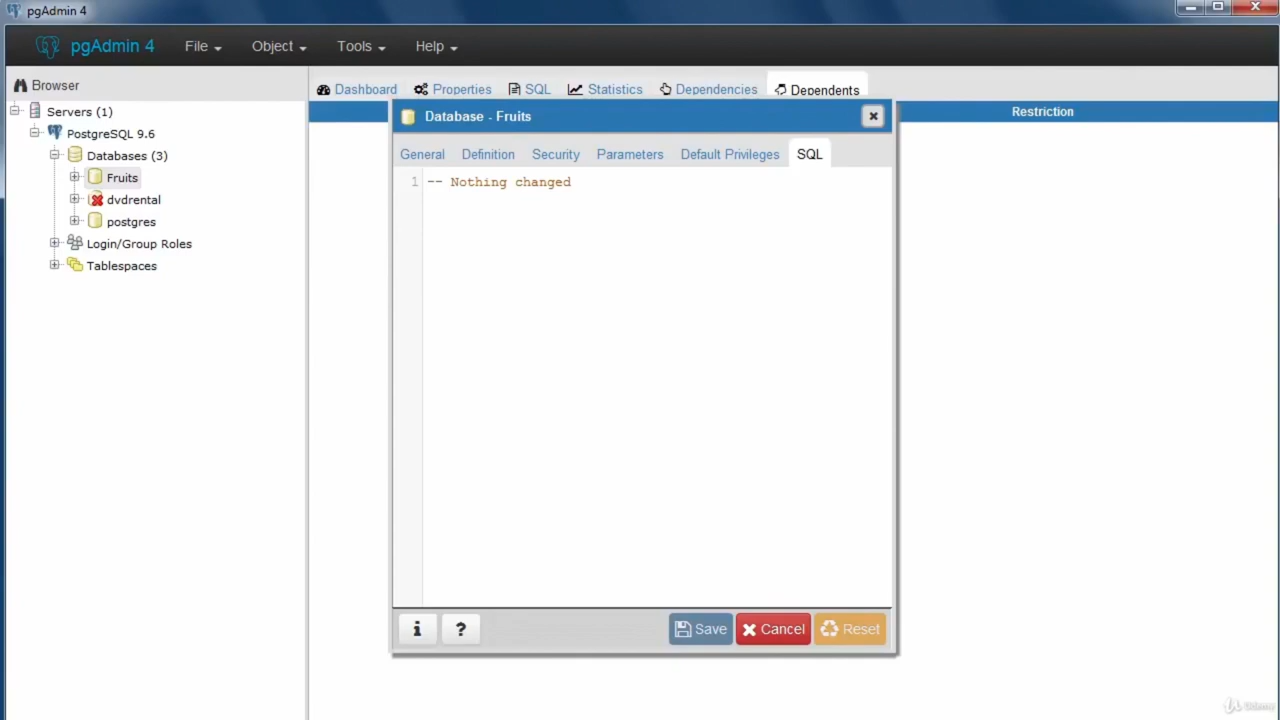 pgAdmin 4
pgAdmin 4 File Object Tools Help
Browser
Dashboard Properties SQL Statistics Dependencies Dependents
Restriction
Servers (1)
PostgreSQL 9.6
Databases (3)
Fruits
dvdrental
postgres
Login/Group Roles
Tablespaces
Database - Fruits
General Definition Security Parameters Default Privileges SQL
1 -- Nothing changed
i ? Save Cancel Reset
Udemy